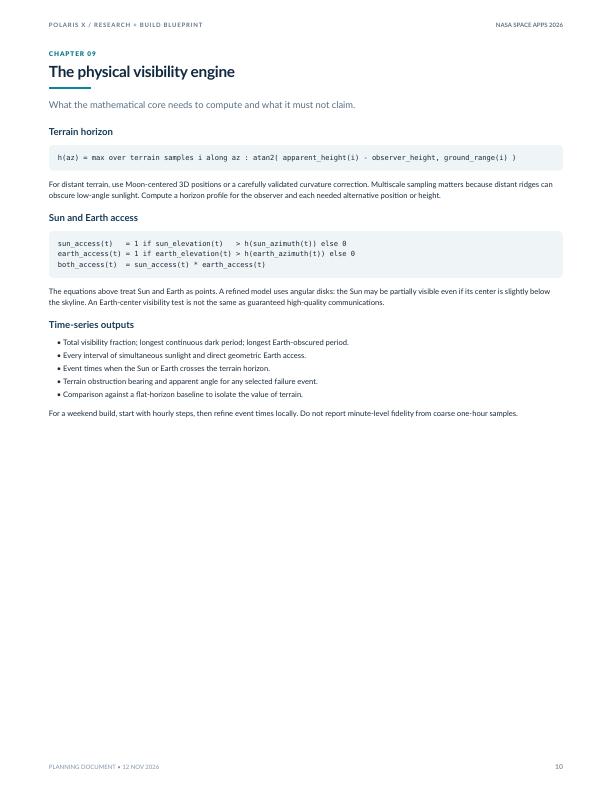 POLARIS X / RESEARCH + BUILD BLUEPRINT
NASA SPACE APPS 2026
CHAPTER 09
The physical visibility engine
What the mathematical core needs to compute and what it must not claim.
Terrain horizon
h(az) = max over terrain samples i along az : atan2( apparent_height(i) - observer_height, ground_range(i) )
For distant terrain, use Moon-centered 3D positions or a carefully validated curvature correction. Multiscale sampling matters because distant ridges can
obscure low-angle sunlight. Compute a horizon profile for the observer and each needed alternative position or height.
Sun and Earth access
sun_access(t)   = 1 if sun_elevation(t)   > h(sun_azimuth(t)) else 0
earth_access(t) = 1 if earth_elevation(t) > h(earth_azimuth(t)) else 0
both_access(t)  = sun_access(t) * earth_access(t)
The equations above treat Sun and Earth as points. A refined model uses angular disks: the Sun may be partially visible even if its center is slightly below
the skyline. An Earth-center visibility test is not the same as guaranteed high-quality communications.
Time-series outputs
• Total visibility fraction; longest continuous dark period; longest Earth-obscured period.
• Every interval of simultaneous sunlight and direct geometric Earth access.
• Event times when the Sun or Earth crosses the terrain horizon.
• Terrain obstruction bearing and apparent angle for any selected failure event.
• Comparison against a flat-horizon baseline to isolate the value of terrain.
For a weekend build, start with hourly steps, then refine event times locally. Do not report minute-level fidelity from coarse one-hour samples.
PLANNING DOCUMENT • 12 NOV 2026
10